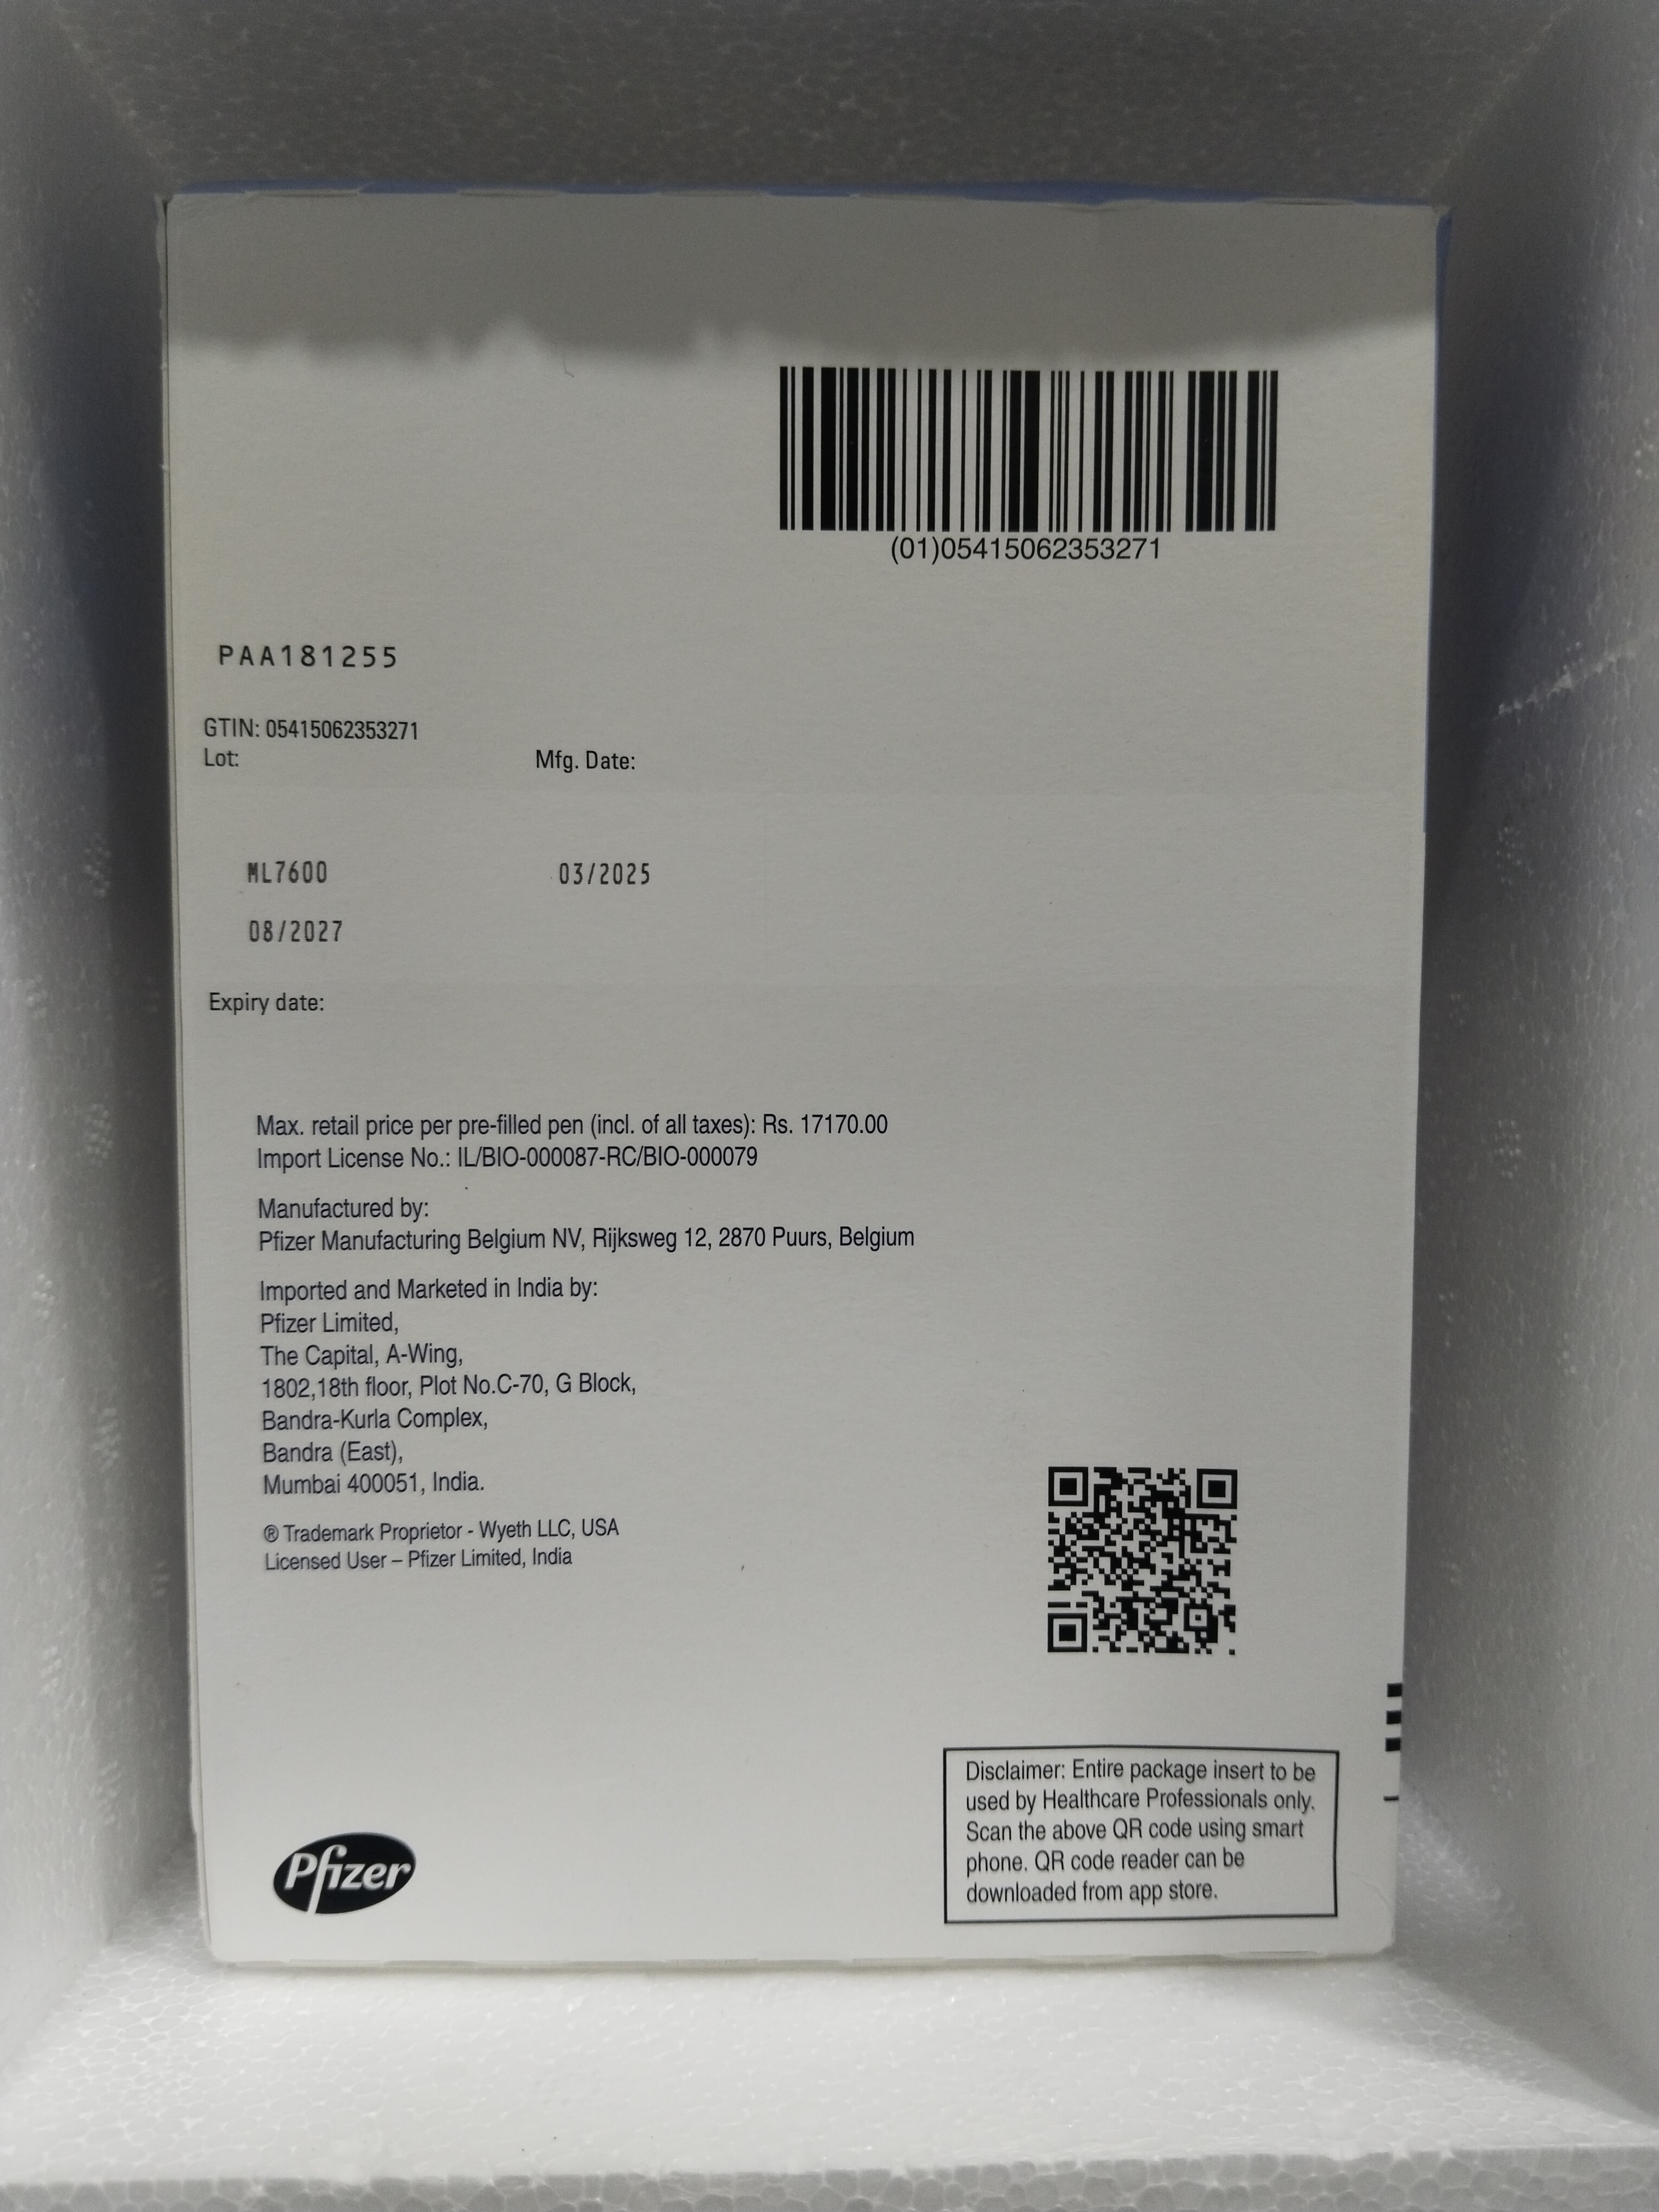 (01)05415062353271
PAA181255
GTIN: 05415062353271
Lot: Mfg. Date:
ML7600 03/2025
08/2027
Expiry date:
Max. retail price per pre-filled pen (incl. of all taxes): Rs. 17170.00
Import License No.: IL/BIO-000087-RC/BIO-000079
Manufactured by:
Pfizer Manufacturing Belgium NV, Rijksweg 12, 2870 Puurs, Belgium
Imported and Marketed in India by:
Pfizer Limited,
The Capital, A-Wing,
1802,18th floor, Plot No.C-70, G Block,
Bandra-Kurla Complex,
Bandra (East),
Mumbai 400051, India.
® Trademark Proprietor - Wyeth LLC, USA
Licensed User – Pfizer Limited, India
Disclaimer: Entire package insert to be
used by Healthcare Professionals only.
Scan the above QR code using smart
phone. QR code reader can be
downloaded from app store.
Pfizer